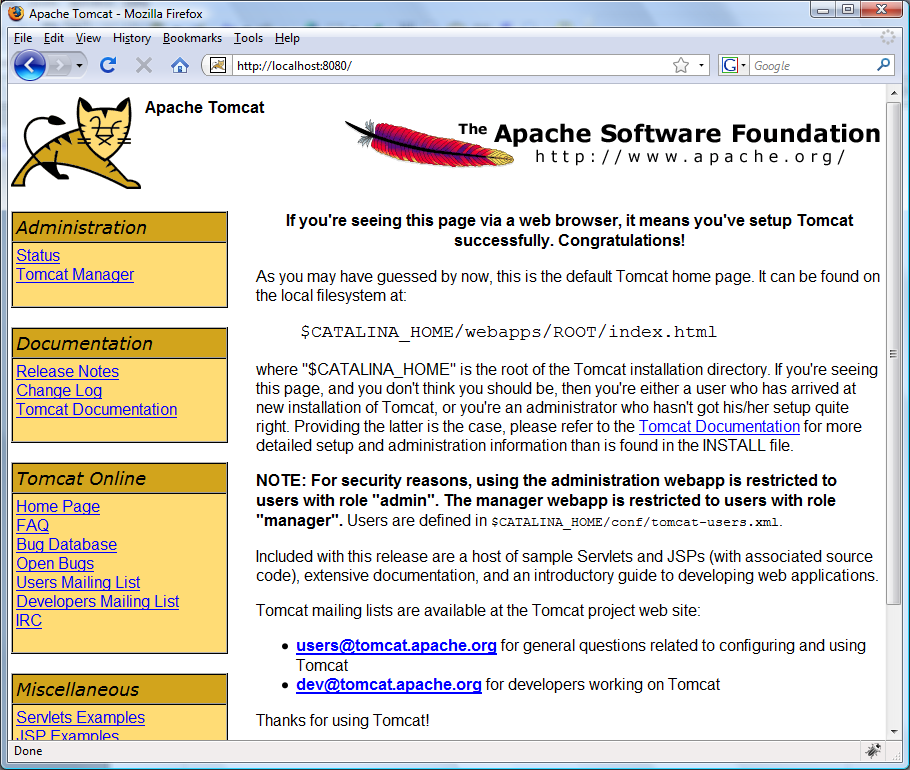 Apache Tomcat - Mozilla Firefox
File Edit View History Bookmarks Tools Help
http://localhost:8080/
G Google
Apache Tomcat
The Apache Software Foundation
http://www.apache.org/
Administration
Status
Tomcat Manager
Documentation
Release Notes
Change Log
Tomcat Documentation
Tomcat Online
Home Page
FAQ
Bug Database
Open Bugs
Users Mailing List
Developers Mailing List
IRC
Miscellaneous
Servlets Examples
JSP Examples
If you're seeing this page via a web browser, it means you've setup Tomcat
successfully. Congratulations!
As you may have guessed by now, this is the default Tomcat home page. It can be found on
the local filesystem at:
$CATALINA_HOME/webapps/ROOT/index.html
where "$CATALINA_HOME" is the root of the Tomcat installation directory. If you're seeing
this page, and you don't think you should be, then you're either a user who has arrived at
new installation of Tomcat, or you're an administrator who hasn't got his/her setup quite
right. Providing the latter is the case, please refer to the Tomcat Documentation for more
detailed setup and administration information than is found in the INSTALL file.
NOTE: For security reasons, using the administration webapp is restricted to
users with role "admin". The manager webapp is restricted to users with role
"manager". Users are defined in $CATALINA_HOME/conf/tomcat-users.xml.
Included with this release are a host of sample Servlets and JSPs (with associated source
code), extensive documentation, and an introductory guide to developing web applications.
Tomcat mailing lists are available at the Tomcat project web site:
• users@tomcat.apache.org for general questions related to configuring and using
Tomcat
• dev@tomcat.apache.org for developers working on Tomcat
Thanks for using Tomcat!
Done